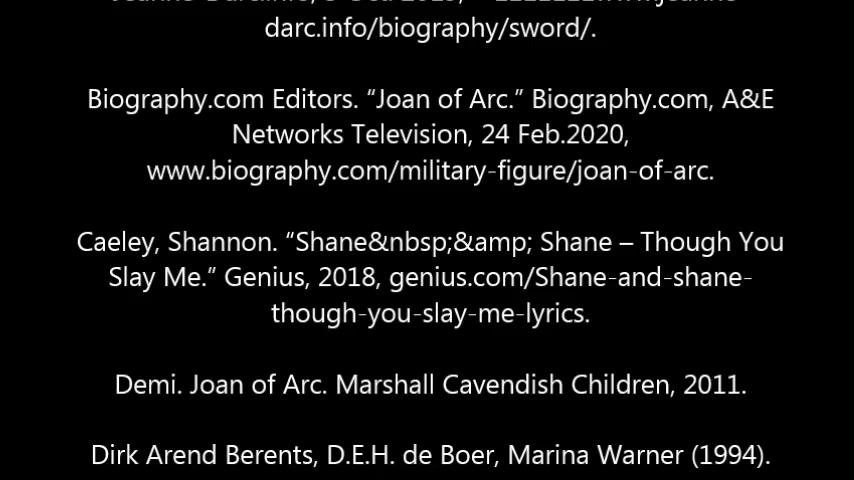 darc.info/biography/sword/.
Biography.com Editors. “Joan of Arc.” Biography.com, A&E
Networks Television, 24 Feb.2020,
www.biography.com/military-figure/joan-of-arc.
Caeley, Shannon. “Shane&nbsp;&amp; Shane – Though You
Slay Me.” Genius, 2018, genius.com/Shane-and-shane-
though-you-slay-me-lyrics.
Demi. Joan of Arc. Marshall Cavendish Children, 2011.
Dirk Arend Berents, D.E.H. de Boer, Marina Warner (1994).